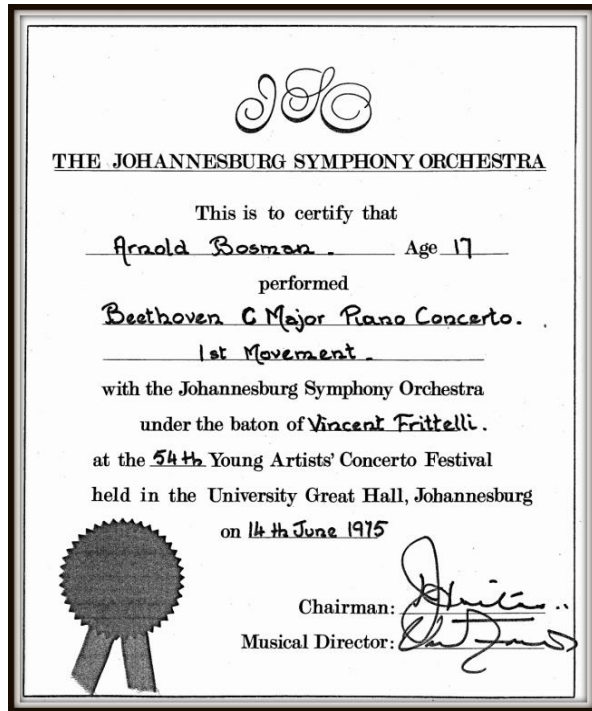 JSO
THE JOHANNESBURG SYMPHONY ORCHESTRA
This is to certify that
Arnold Bosman. Age 17
performed
Beethoven C Major Piano Concerto.
1st Movement.
with the Johannesburg Symphony Orchestra
under the baton of Vincent Frittelli.
at the 54th Young Artists' Concerto Festival
held in the University Great Hall, Johannesburg
on 14th June 1975
Chairman:
Musical Director: